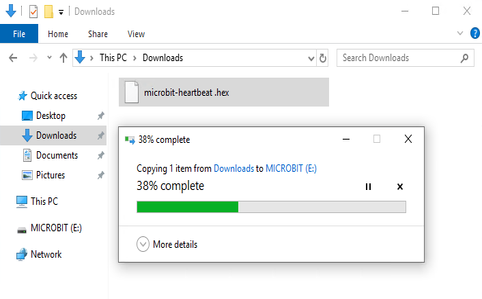 Downloads
File Home Share View
This PC Downloads
Search Downloads
Quick access
Desktop
Downloads
Documents
Pictures
This PC
MICROBIT (E:)
Network
microbit-heartbeat .hex
38% complete
Copying 1 item from Downloads to MICROBIT (E:)
38% complete
More details